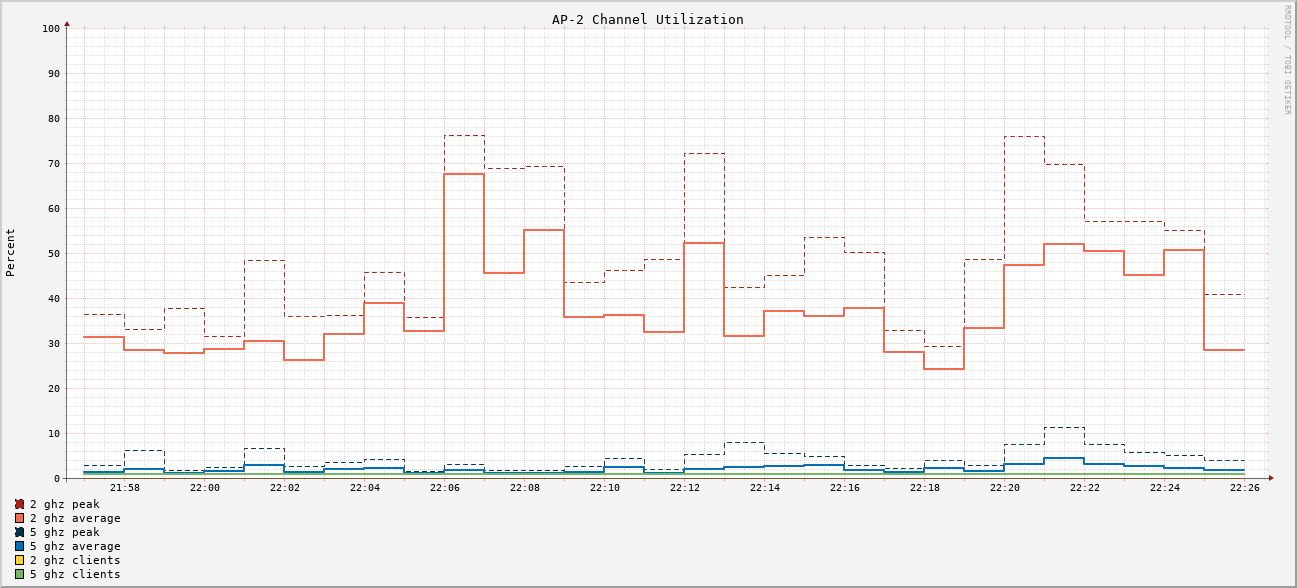 AP-2 Channel Utilization
RRDTOOL / TOBI OETIKER
Percent
100
90
80
70
60
50
40
30
20
10
0
21:58 22:00 22:02 22:04 22:06 22:08 22:10 22:12 22:14 22:16 22:18 22:20 22:22 22:24 22:26
2 ghz peak
2 ghz average
5 ghz peak
5 ghz average
2 ghz clients
5 ghz clients